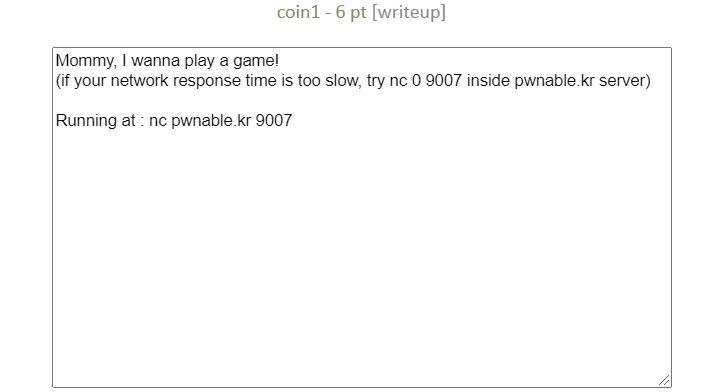 coin1 - 6 pt [writeup]
Mommy, I wanna play a game!
(if your network response time is too slow, try nc 0 9007 inside pwnable.kr server)
Running at : nc pwnable.kr 9007